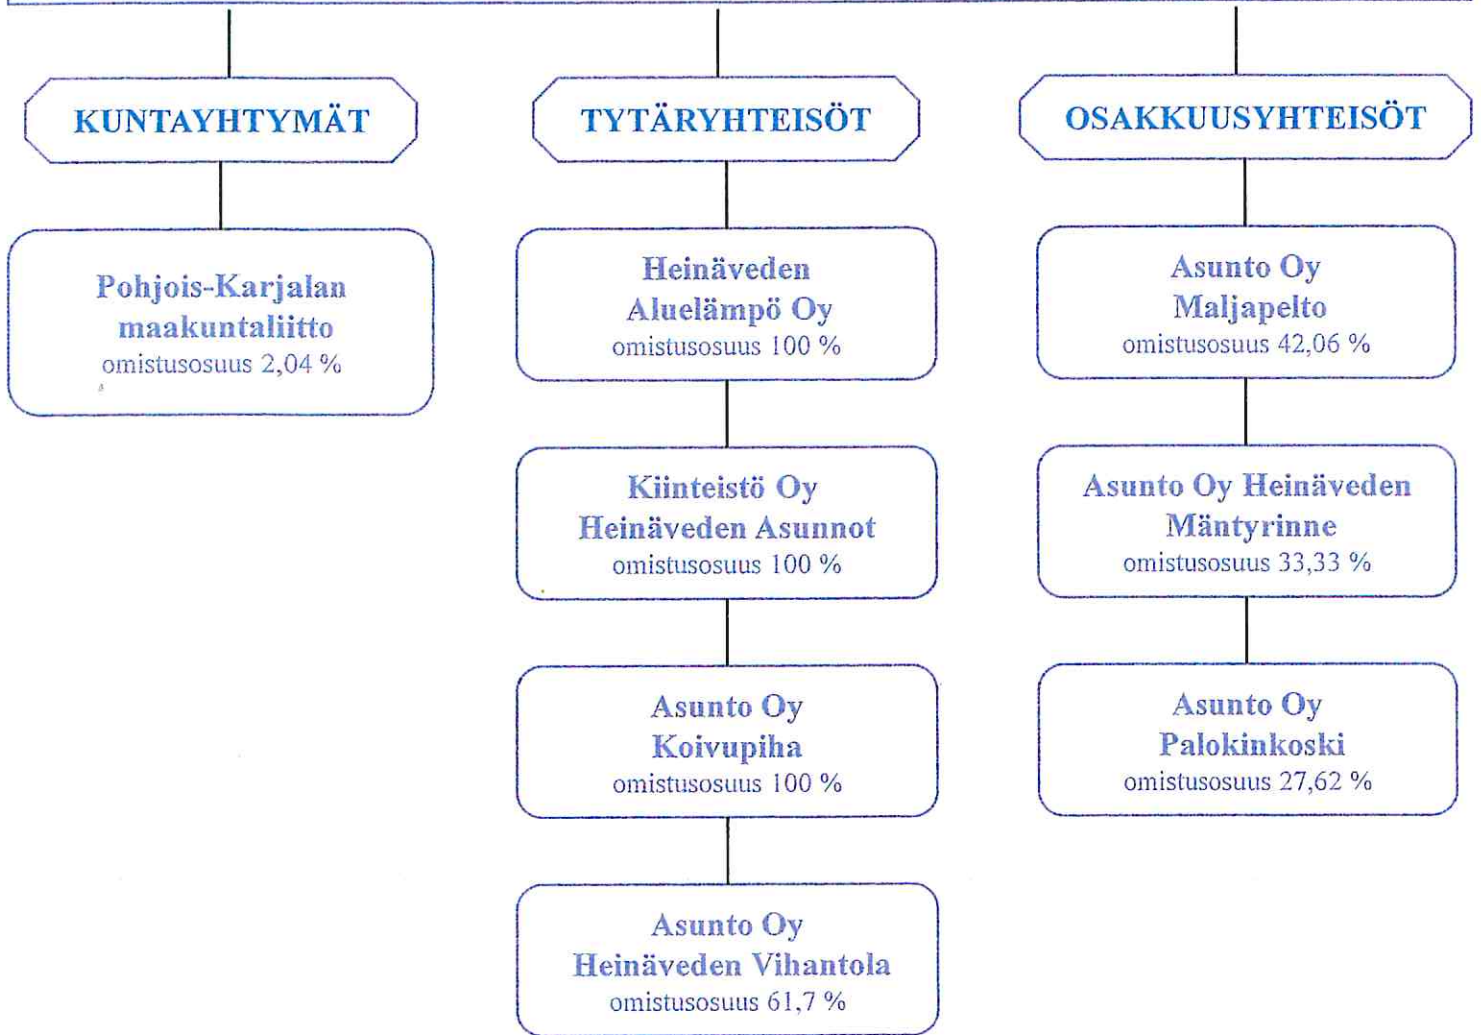 KUNTAYHTYMÄT
Pohjois-Karjalan
maakuntaliitto
omistusosuus 2,04 %
TYTÄRYHTEISÖT
Heinäveden
Aluelämpö Oy
omistusosuus 100 %
Kiinteistö Oy
Heinäveden Asunnot
omistusosuus 100 %
Asunto Oy
Koivupiha
omistusosuus 100 %
Asunto Oy
Heinäveden Vihantola
omistusosuus 61,7 %
OSAKKUUSYHTEISÖT
Asunto Oy
Maljapelto
omistusosuus 42,06 %
Asunto Oy Heinäveden
Mäntyrinne
omistusosuus 33,33 %
Asunto Oy
Palokinkoski
omistusosuus 27,62 %